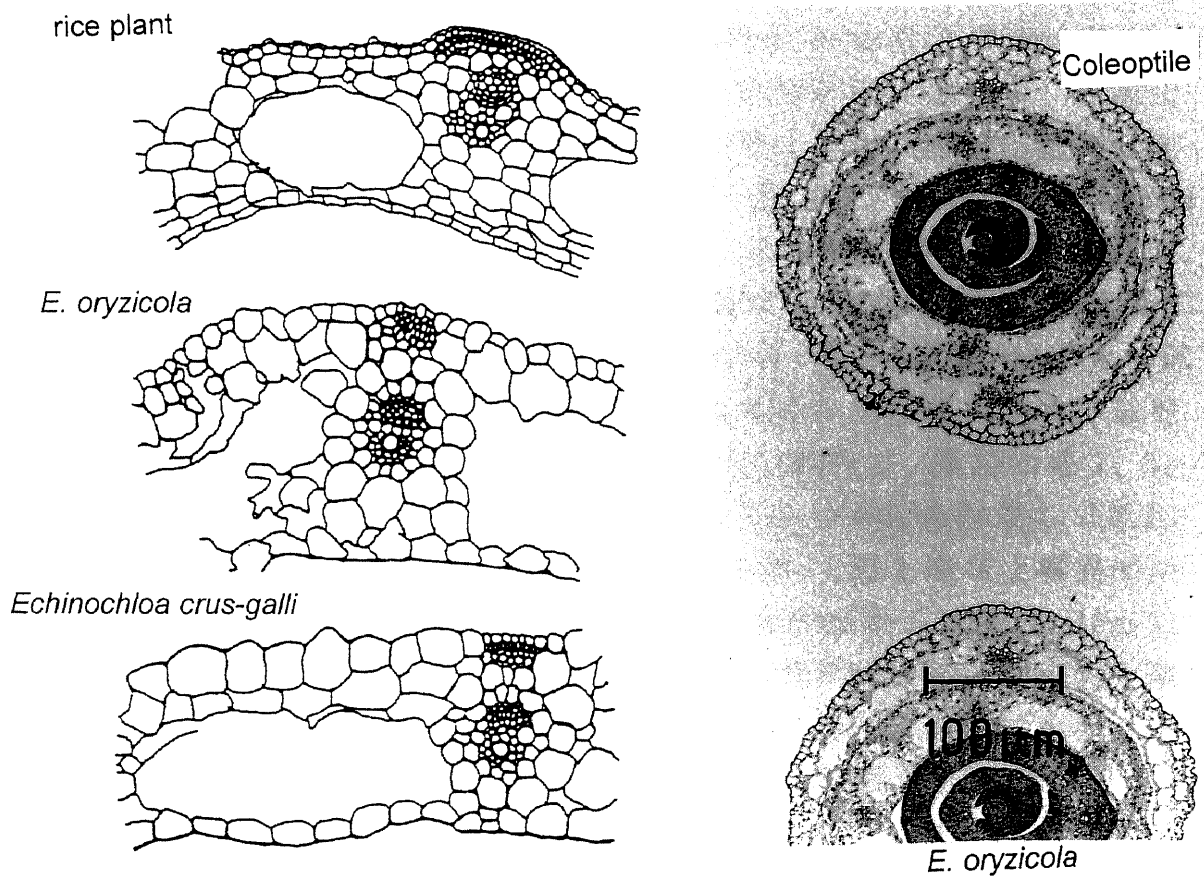 rice plant
Coleoptile
E. oryzicola
Echinochloa crus-galli
100 μm
E. oryzicola